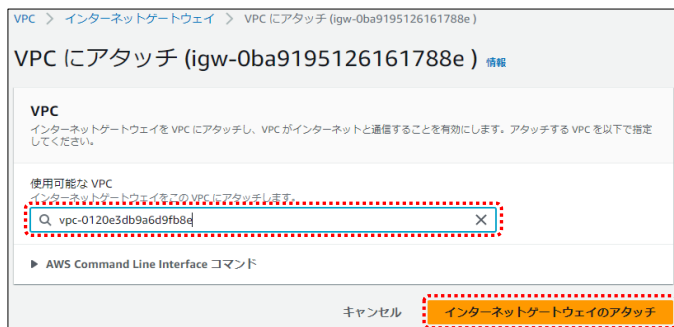 VPC > インターネットゲートウェイ > VPC にアタッチ (igw-0ba9195126161788e )
VPC にアタッチ (igw-0ba9195126161788e ) 情報
VPC
インターネットゲートウェイを VPC にアタッチし、VPC がインターネットと通信することを有効にします。アタッチする VPC を以下で指定
してください。
使用可能な VPC
インターネットゲートウェイをこの VPC にアタッチします。
vpc-0120e3db9a6d9fb8e
AWS Command Line Interface コマンド
キャンセル インターネットゲートウェイのアタッチ